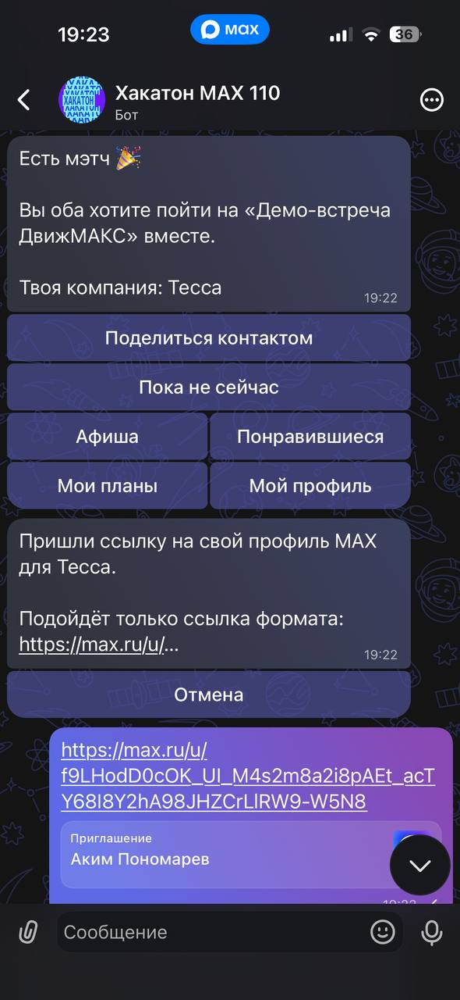 19:23
max
36
ХАКАТОН
Хакатон MAX 110
Бот
Есть мэтч
Вы оба хотите пойти на «Демо-встреча
ДвижМАКС» вместе.
Твоя компания: Тесса
19:22
Поделиться контактом
Пока не сейчас
Афиша
Понравившиеся
Мои планы
Мой профиль
Пришли ссылку на свой профиль MAX
для Тесса.
Подойдёт только ссылка формата:
https://max.ru/u/...
19:22
Отмена
https://max.ru/u/
f9LHodD0cOK_UI_M4s2m8a2i8pAEt_acT
Y68I8Y2hA98JHZCrLlRW9-W5N8
Приглашение
Аким Пономарев
Сообщение